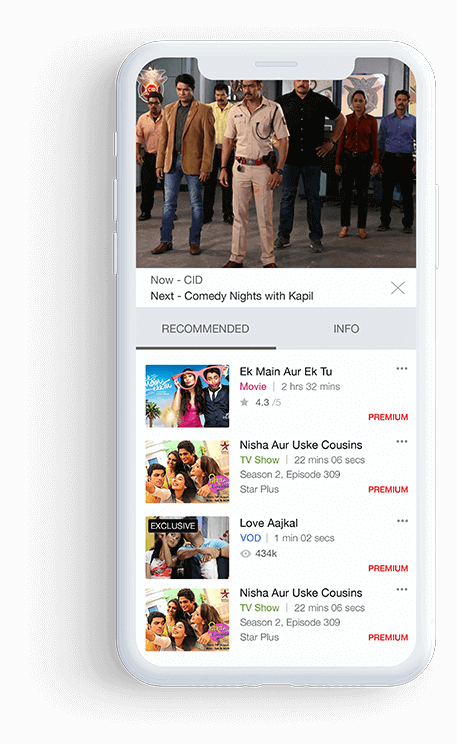 Now - CID
Next - Comedy Nights with Kapil
RECOMMENDED
INFO
Ek Main Aur Ek Tu
Movie | 2 hrs 32 mins
4.3 /5
PREMIUM
Nisha Aur Uske Cousins
TV Show | 22 mins 06 secs
Season 2, Episode 309
Star Plus
PREMIUM
EXCLUSIVE
Love Aajkal
VOD | 1 min 02 secs
434k
PREMIUM
Nisha Aur Uske Cousins
TV Show | 22 mins 06 secs
Season 2, Episode 309
Star Plus
PREMIUM